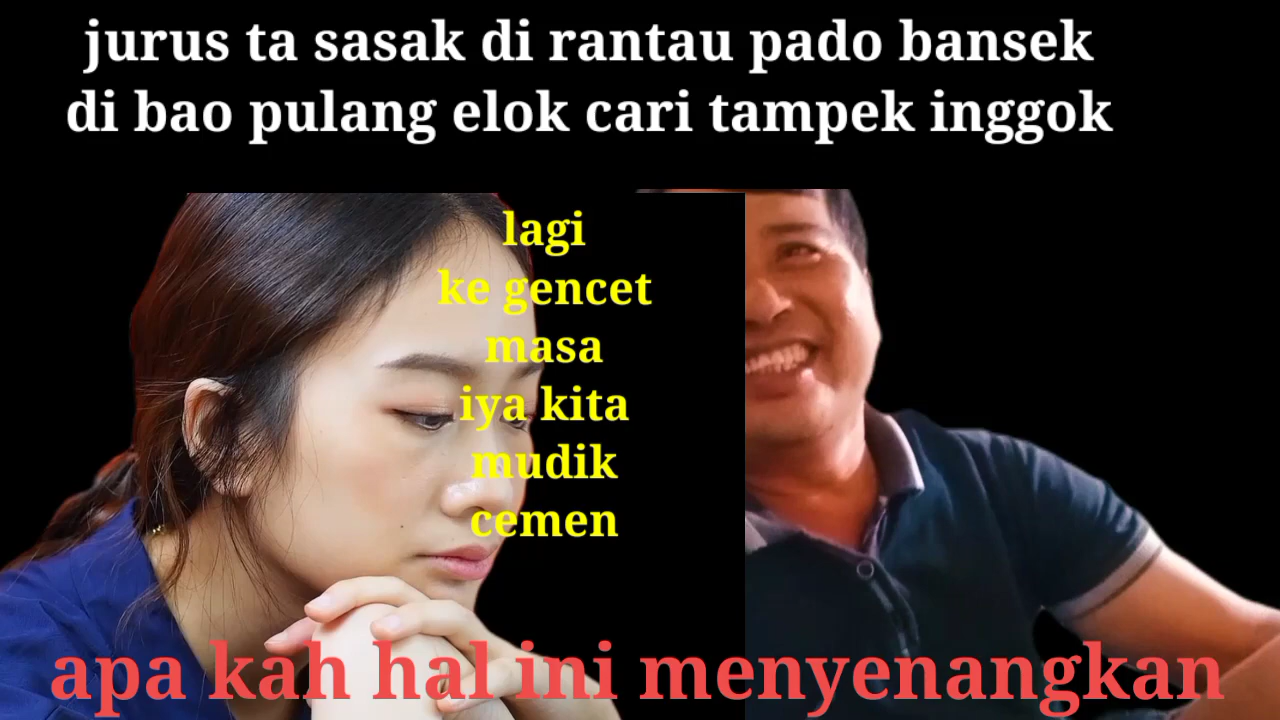 jurus ta sasak di rantau pado bansek
di bao pulang elok cari tampek inggok
lagi
ke gencet
masa
iya kita
mudik
cemen
apa kah hal ini menyenangkan